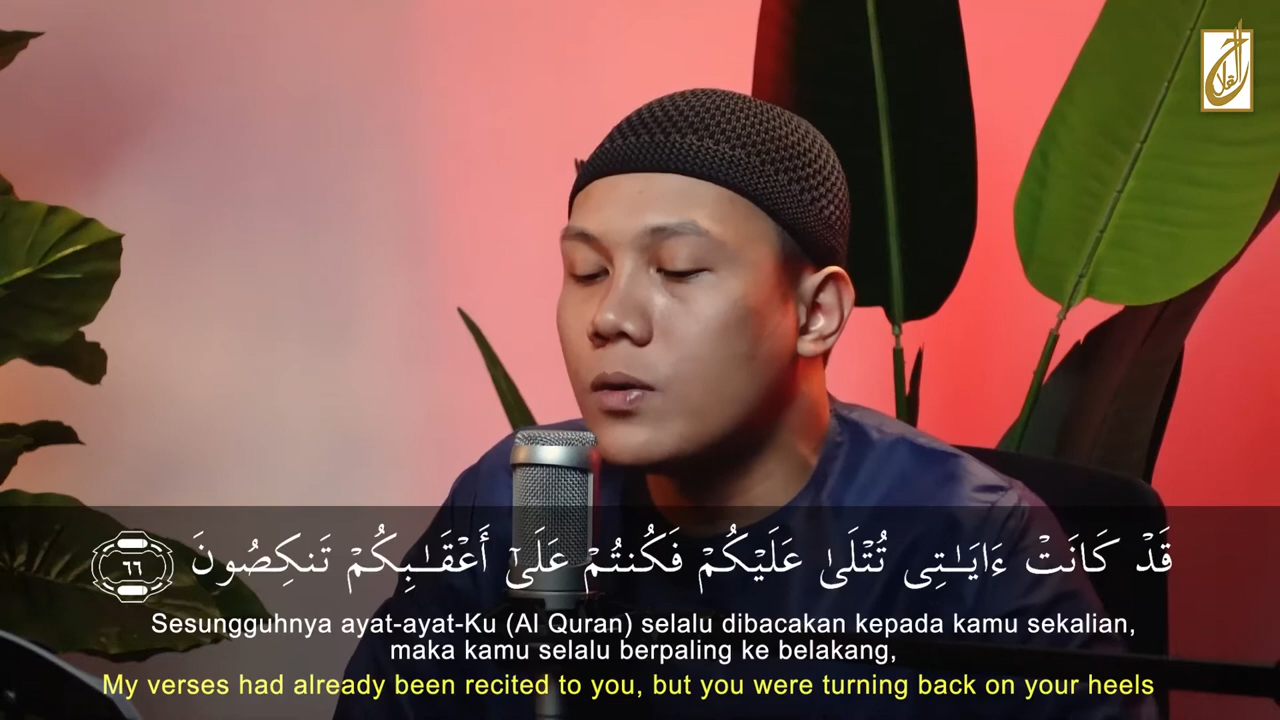 قَدْ كَانَتْ ءَايَـٰتِى تُتْلَىٰ عَلَيْكُمْ فَكُنتُمْ عَلَىٰٓ أَعْقَـٰبِكُمْ تَنكِصُونَ ٦٦
Sesungguhnya ayat-ayat-Ku (Al Quran) selalu dibacakan kepada kamu sekalian,
maka kamu selalu berpaling ke belakang,
My verses had already been recited to you, but you were turning back on your heels